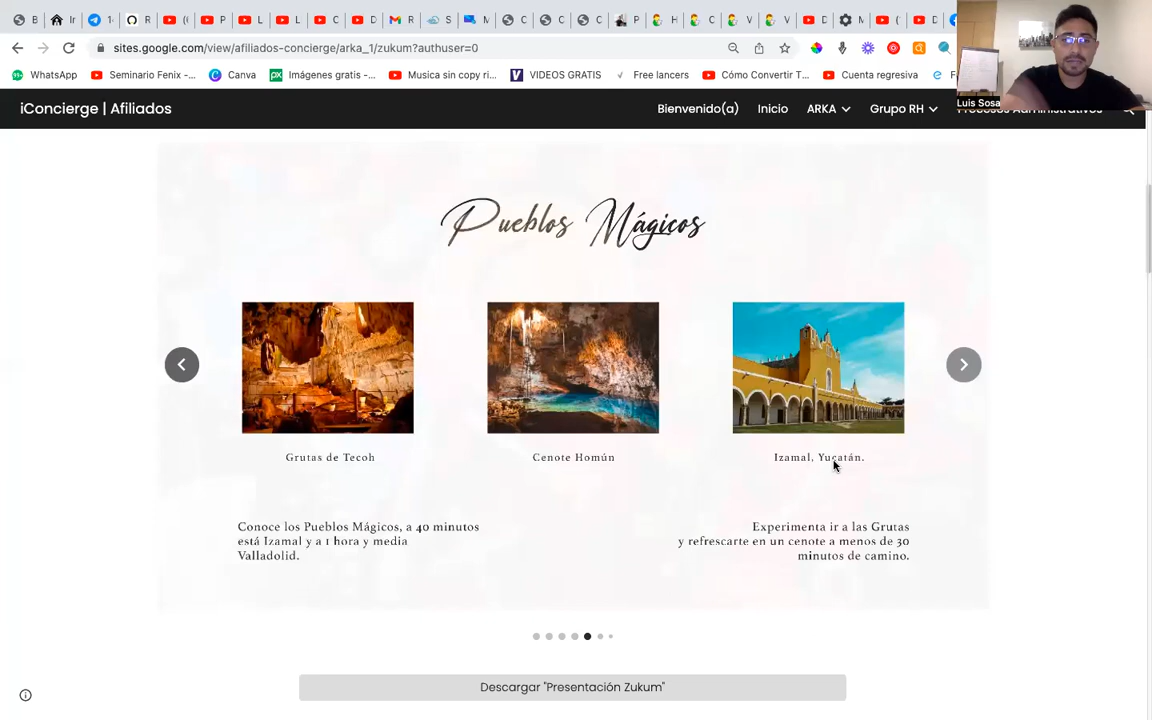 sites.google.com/view/afiliados-concierge/arka_1/zukum?authuser=0
WhatsApp
Seminario Fenix -...
Canva
Imágenes gratis -...
Musica sin copy ri...
VIDEOS GRATIS
Free lancers
Cómo Convertir T...
Cuenta regresiva
Luis Sosa
iConcierge | Afiliados
Bienvenido(a)
Inicio
ARKA
Grupo RH
Procesos Administrativos
Pueblos Mágicos
Grutas de Tecoh
Cenote Homún
Izamal, Yucatán.
Conoce los Pueblos Mágicos, a 40 minutos
está Izamal y a 1 hora y media
Valladolid.
Experimenta ir a las Grutas
y refrescarte en un cenote a menos de 30
minutos de camino.
Descargar "Presentación Zukum"